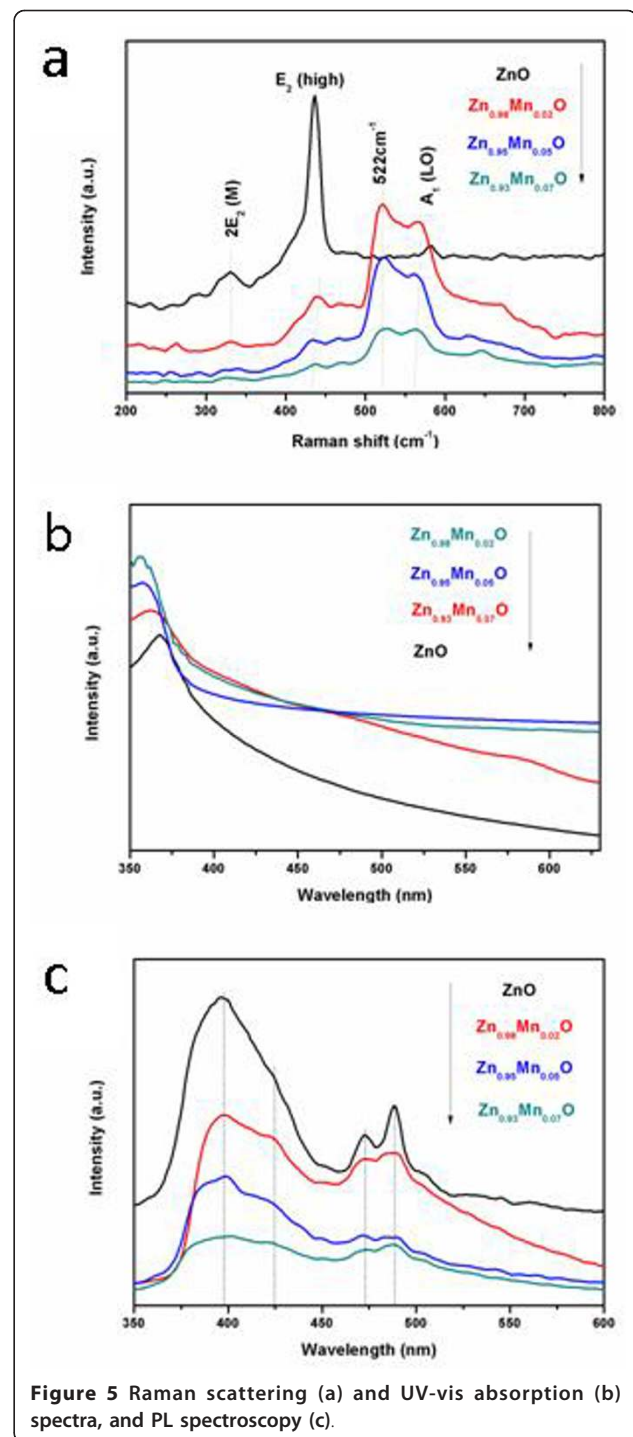 a
E₂ (high)
2E₂ (M)
522cm⁻¹
A₁ (LO)
ZnO
Zn₀.₉₈Mn₀.₀₂O
Zn₀.₉₅Mn₀.₀₅O
Zn₀.₉₃Mn₀.₀₇O
Intensity (a.u.)
200 300 400 500 600 700 800
Raman shift (cm⁻¹)
b
Zn₀.₉₈Mn₀.₀₂O
Zn₀.₉₅Mn₀.₀₅O
Zn₀.₉₃Mn₀.₀₇O
ZnO
Intensity (a.u.)
350 400 450 500 550 600
Wavelength (nm)
c
ZnO
Zn₀.₉₈Mn₀.₀₂O
Zn₀.₉₅Mn₀.₀₅O
Zn₀.₉₃Mn₀.₀₇O
Intensity (a.u.)
350 400 450 500 550 600
Wavelength (nm)
Figure 5 Raman scattering (a) and UV-vis absorption (b)
spectra, and PL spectroscopy (c).